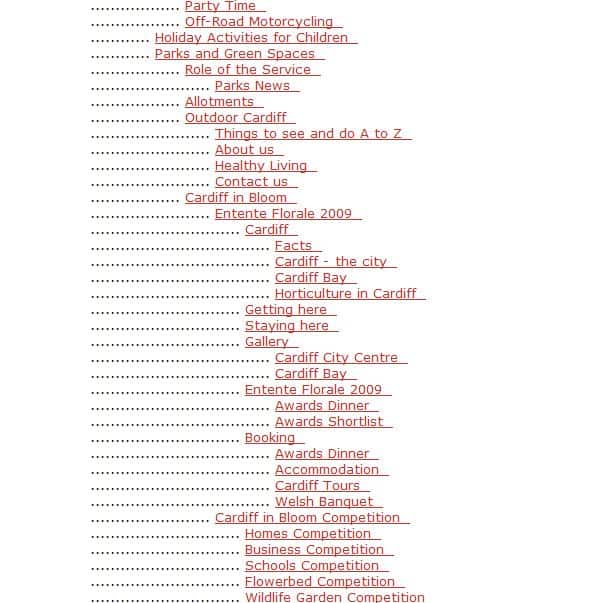 .................. Party Time
.................. Off-Road Motorcycling
............ Holiday Activities for Children
............ Parks and Green Spaces
.................. Role of the Service
........................ Parks News
.................. Allotments
.................. Outdoor Cardiff
........................ Things to see and do A to Z
........................ About us
........................ Healthy Living
........................ Contact us
.................. Cardiff in Bloom
........................ Entente Florale 2009
.............................. Cardiff
.................................... Facts
.................................... Cardiff - the city
.................................... Cardiff Bay
.................................... Horticulture in Cardiff
.............................. Getting here
.............................. Staying here
.............................. Gallery
.................................... Cardiff City Centre
.................................... Cardiff Bay
.............................. Entente Florale 2009
.................................... Awards Dinner
.................................... Awards Shortlist
.............................. Booking
.................................... Awards Dinner
.................................... Accommodation
.................................... Cardiff Tours
.................................... Welsh Banquet
........................ Cardiff in Bloom Competition
.............................. Homes Competition
.............................. Business Competition
.............................. Schools Competition
.............................. Flowerbed Competition
.............................. Wildlife Garden Competition